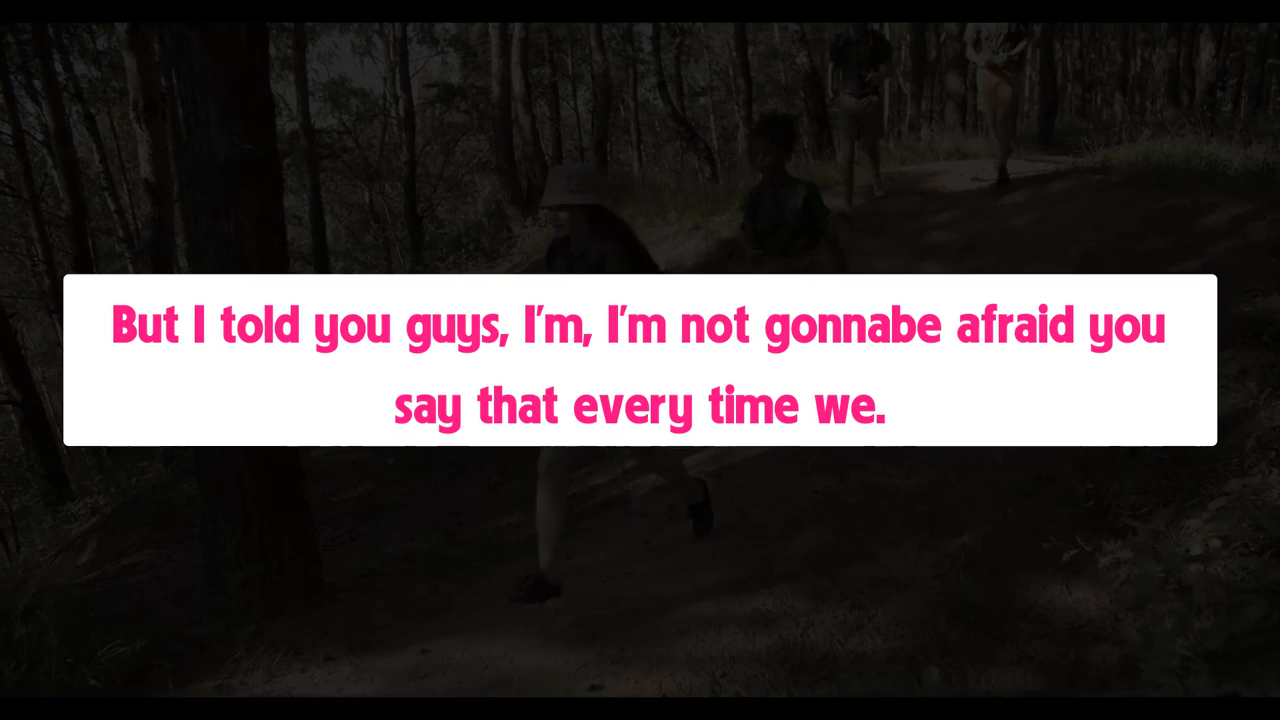 But I told you guys, I'm, I'm not gonnabe afraid you
say that every time we.